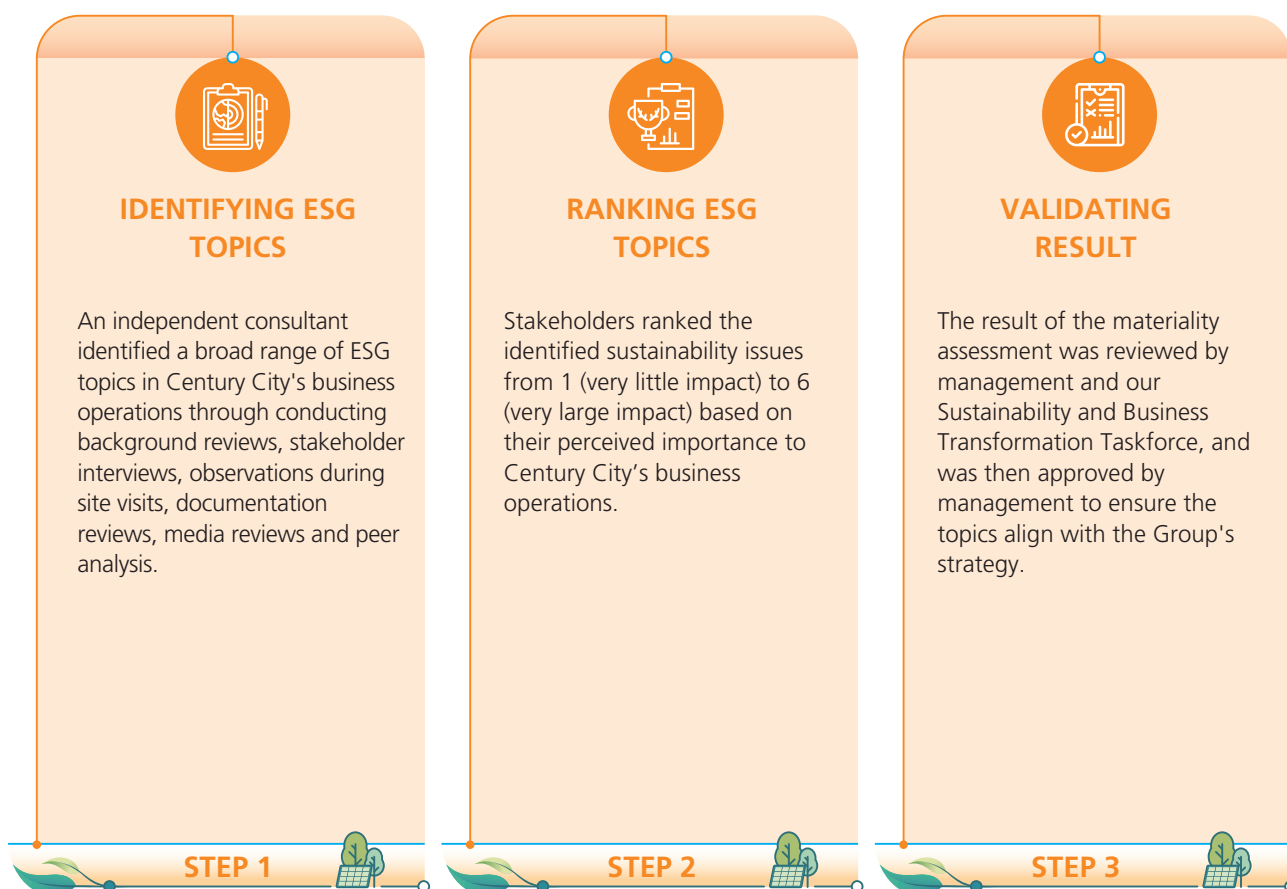 IDENTIFYING ESG
TOPICS
An independent consultant
identified a broad range of ESG
topics in Century City's business
operations through conducting
background reviews, stakeholder
interviews, observations during
site visits, documentation
reviews, media reviews and peer
analysis.
STEP 1
RANKING ESG
TOPICS
Stakeholders ranked the
identified sustainability issues
from 1 (very little impact) to 6
(very large impact) based on
their perceived importance to
Century City’s business
operations.
STEP 2
VALIDATING
RESULT
The result of the materiality
assessment was reviewed by
management and our
Sustainability and Business
Transformation Taskforce, and
was then approved by
management to ensure the
topics align with the Group's
strategy.
STEP 3